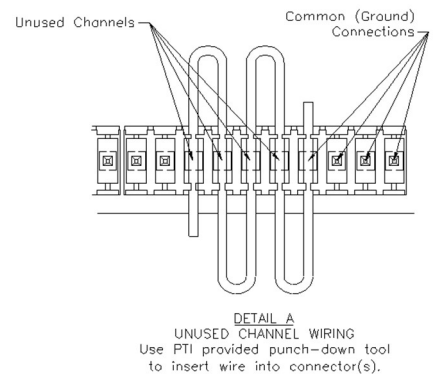 Unused Channels
Common (Ground)
Connections
DETAIL A
UNUSED CHANNEL WIRING
Use PTI provided punch-down tool
to insert wire into connector(s).